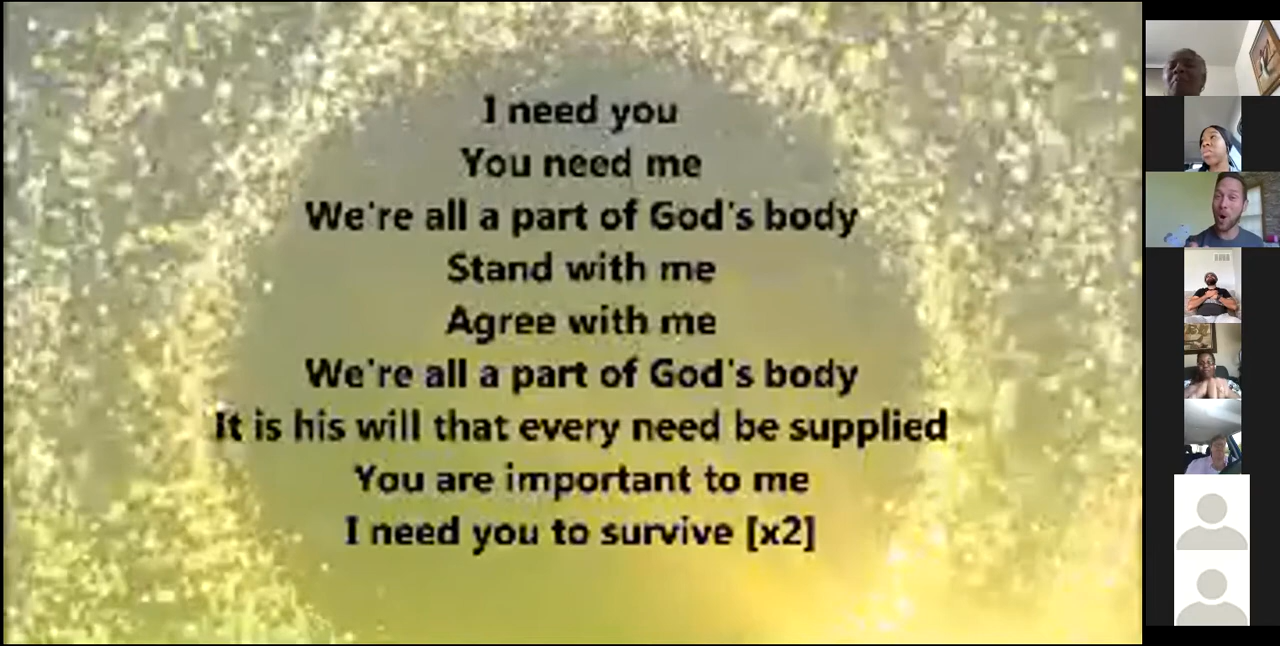 I need you
You need me
We're all a part of God's body
Stand with me
Agree with me
We're all a part of God's body
It is his will that every need be supplied
You are important to me
I need you to survive [x2]